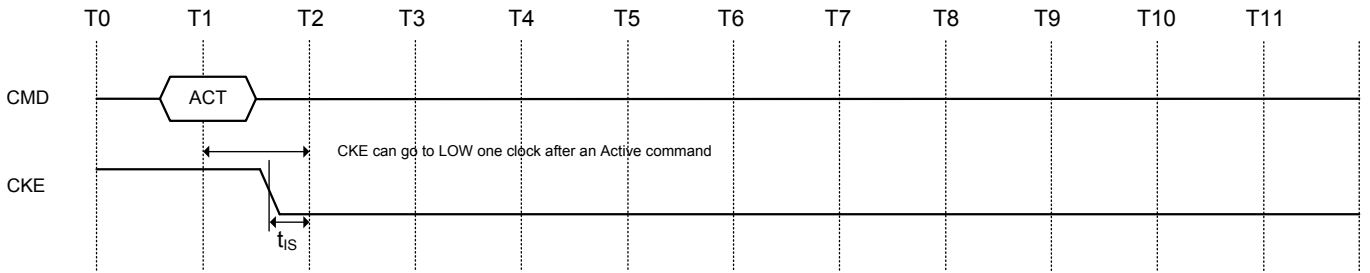 T0 T1 T2 T3 T4 T5 T6 T7 T8 T9 T10 T11
CMD ACT
CKE can go to LOW one clock after an Active command
CKE
tIS